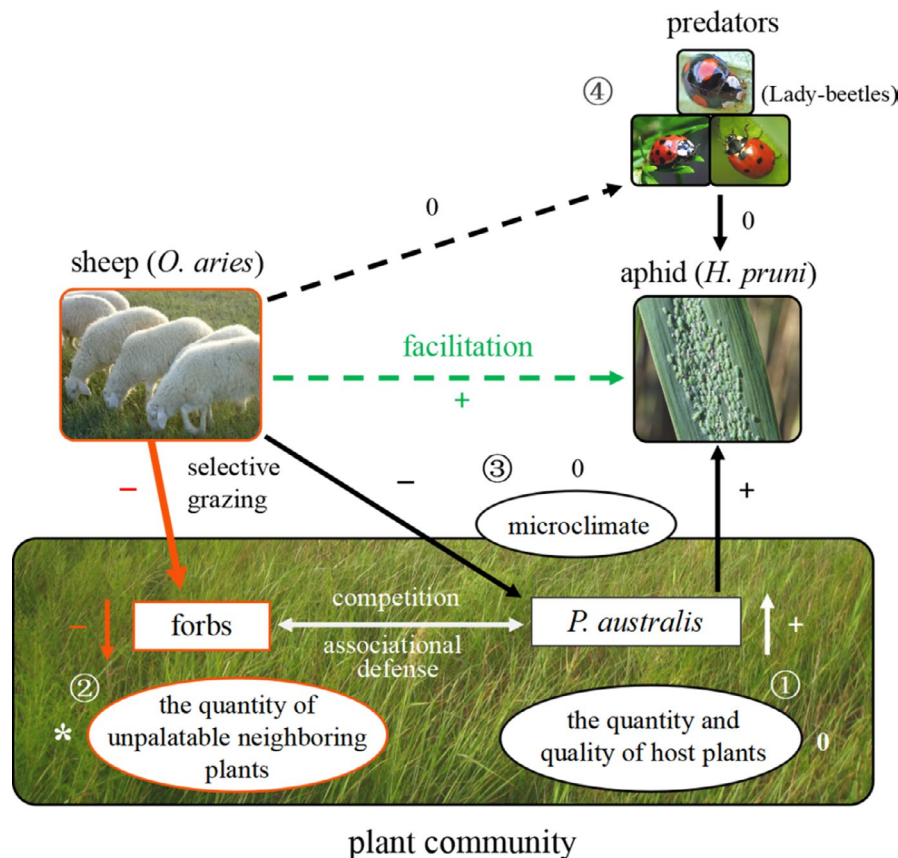 predators
④
(Lady-beetles)
0
0
sheep (O. aries)
aphid (H. pruni)
facilitation
+
selective
grazing
−
−
③
0
+
microclimate
competition
forbs
P. australis
−
+
associational
defense
②
①
the quantity of
unpalatable neighboring
plants
*
the quantity and
quality of host plants
0
plant community